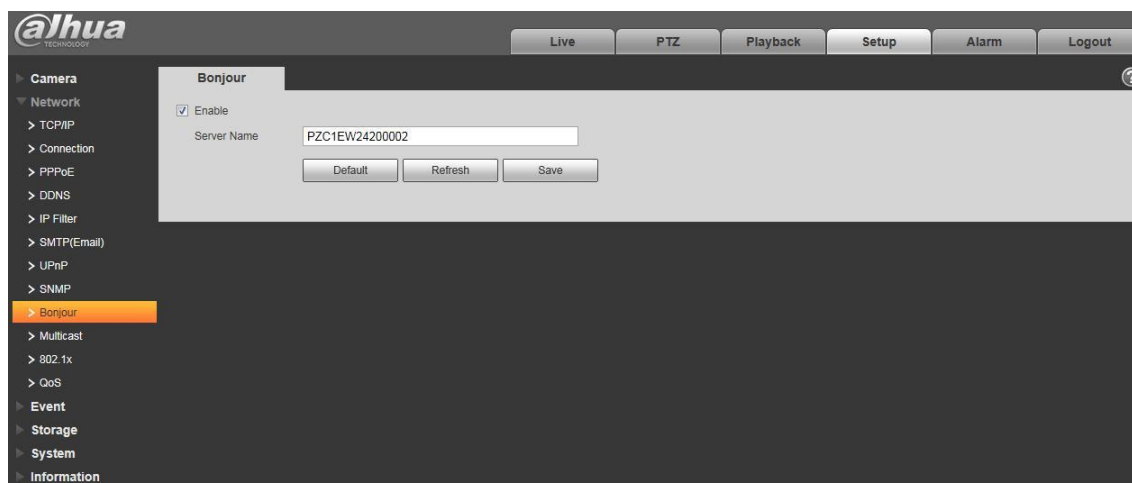 alhua
TECHNOLOGY
Live PTZ Playback Setup Alarm Logout
Camera
Network
> TCP/IP
> Connection
> PPPoE
> DDNS
> IP Filter
> SMTP(Email)
> UPnP
> SNMP
> Bonjour
> Multicast
> 802.1x
> QoS
Event
Storage
System
Information
Bonjour
Enable
Server Name PZC1EW24200002
Default Refresh Save
?